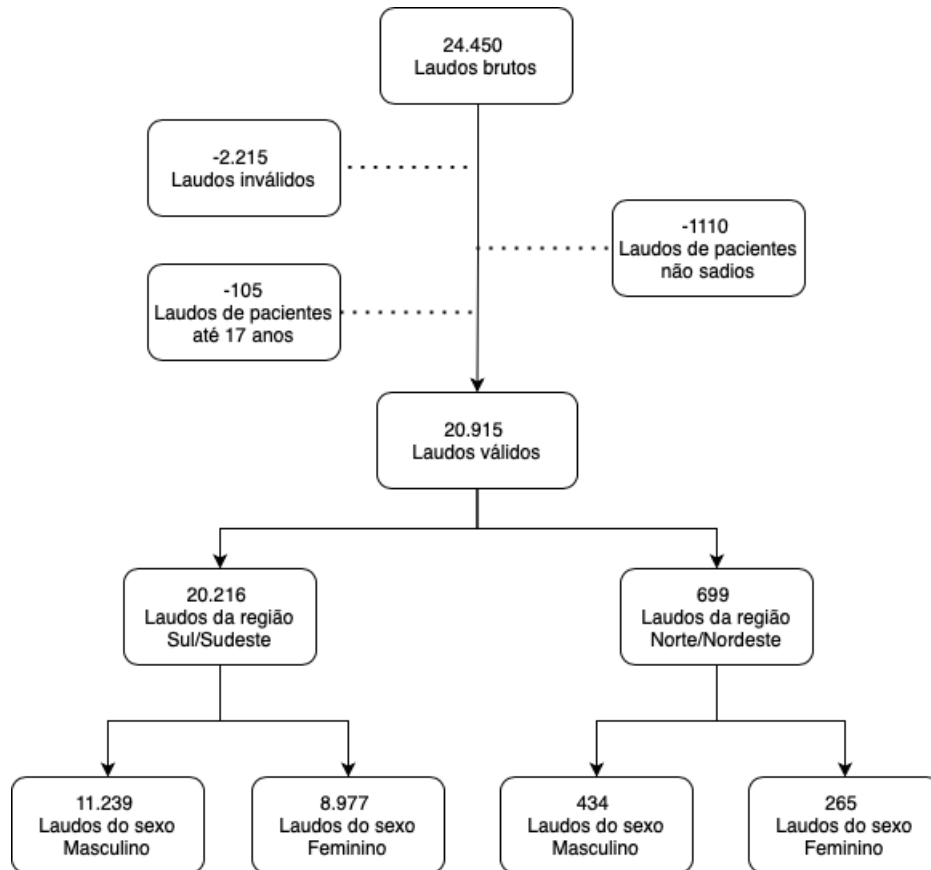 24.450
Laudos brutos
-2.215
Laudos inválidos
-1110
Laudos de pacientes
não sadios
-105
Laudos de pacientes
até 17 anos
20.915
Laudos válidos
20.216
Laudos da região
Sul/Sudeste
699
Laudos da região
Norte/Nordeste
11.239
Laudos do sexo
Masculino
8.977
Laudos do sexo
Feminino
434
Laudos do sexo
Masculino
265
Laudos do sexo
Feminino